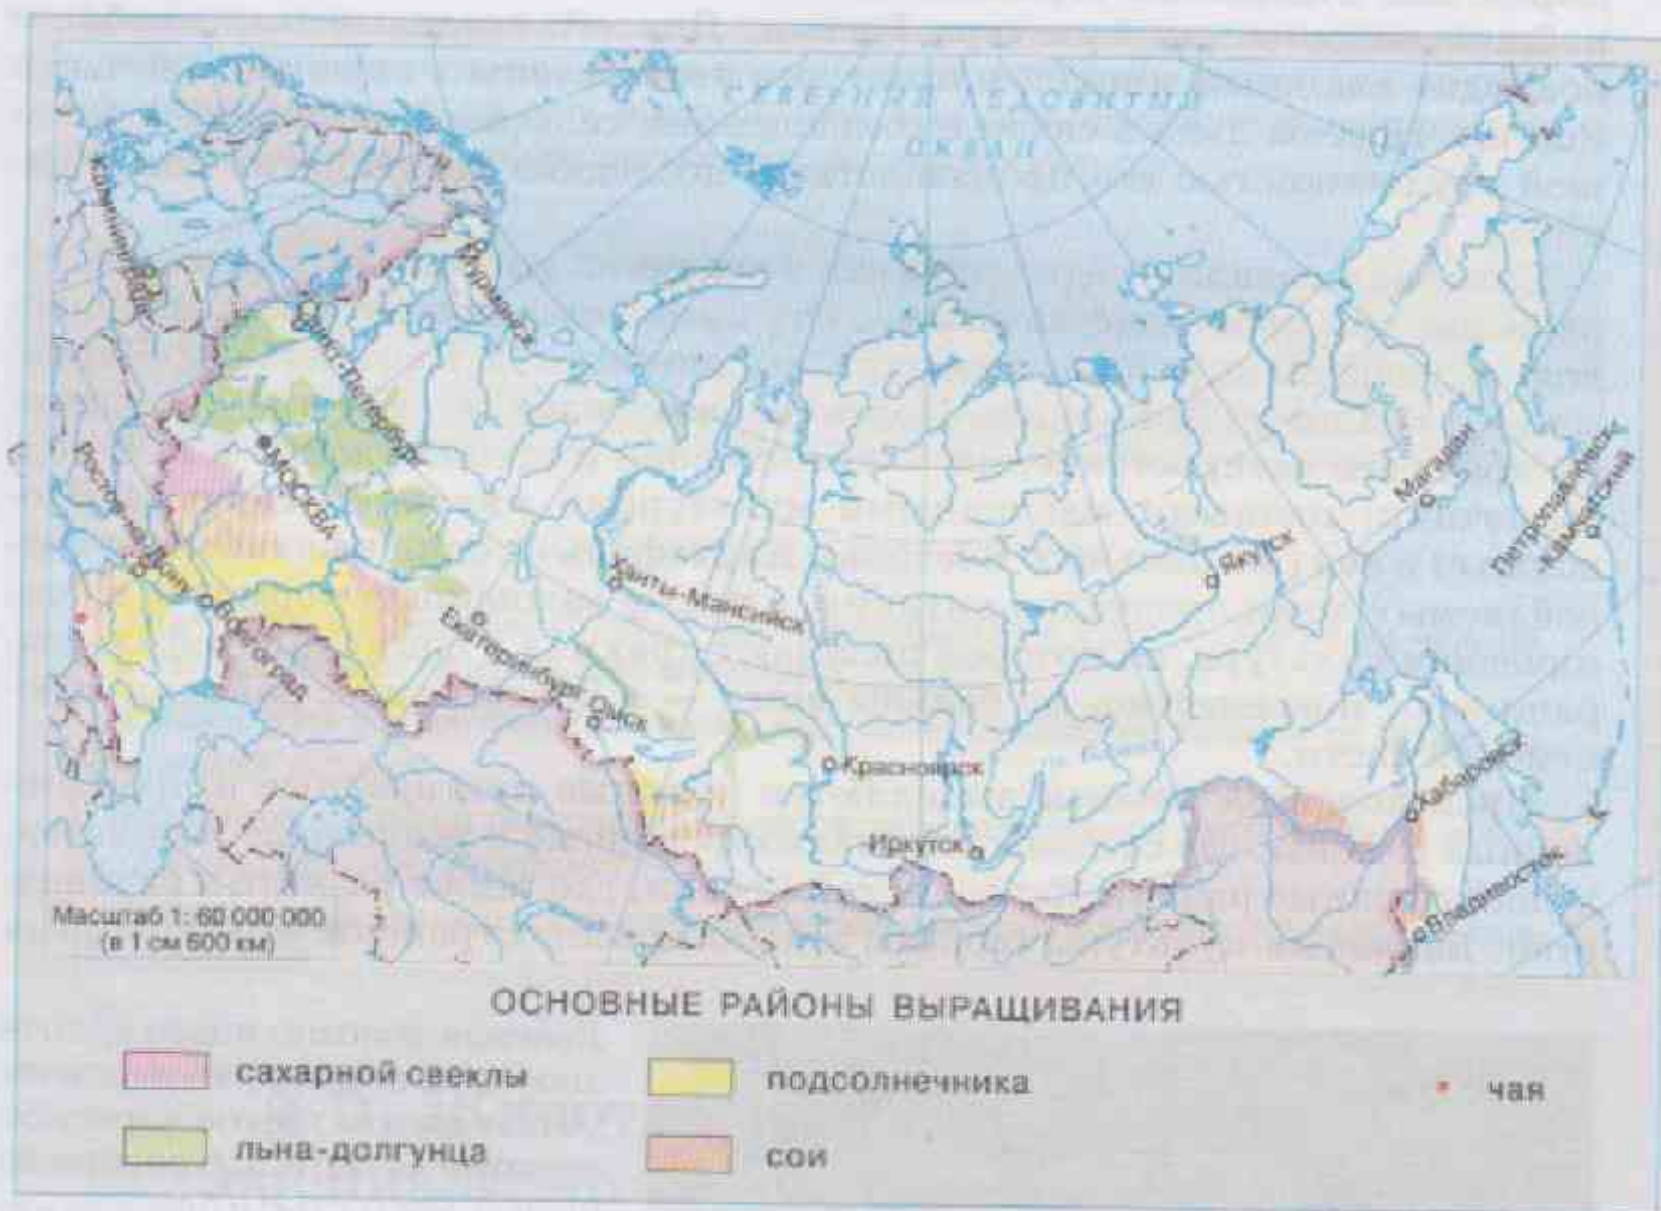 СЕВЕРНЫЙ ЛЕДОВИТЫЙ
ОКЕАН
Калининград
Мурманск
Санкт-Петербург
МОСКВА
Ростов-на-Дону
Волгоград
Екатеринбург
Ханты-Мансийск
Омск
Красноярск
Иркутск
Якутск
Магадан
Петропавловск-
-Камчатский
Хабаровск
Владивосток
Масштаб 1: 60 000 000
(в 1 см 600 км)
ОСНОВНЫЕ РАЙОНЫ ВЫРАЩИВАНИЯ
сахарной свеклы
подсолнечника
чая
льна-долгунца
сои